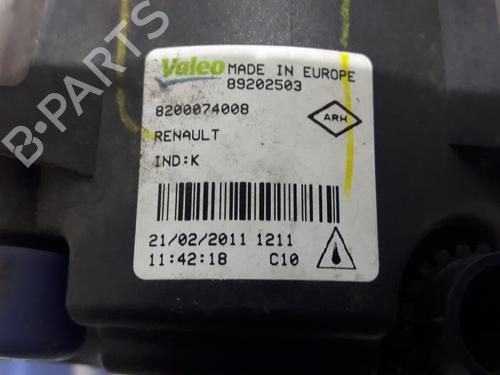 B-PARTS
Valeo MADE IN EUROPE
89202503
8200074008
ARH
RENAULT
IND:K
21/02/2011 1211
11:42:18 C10